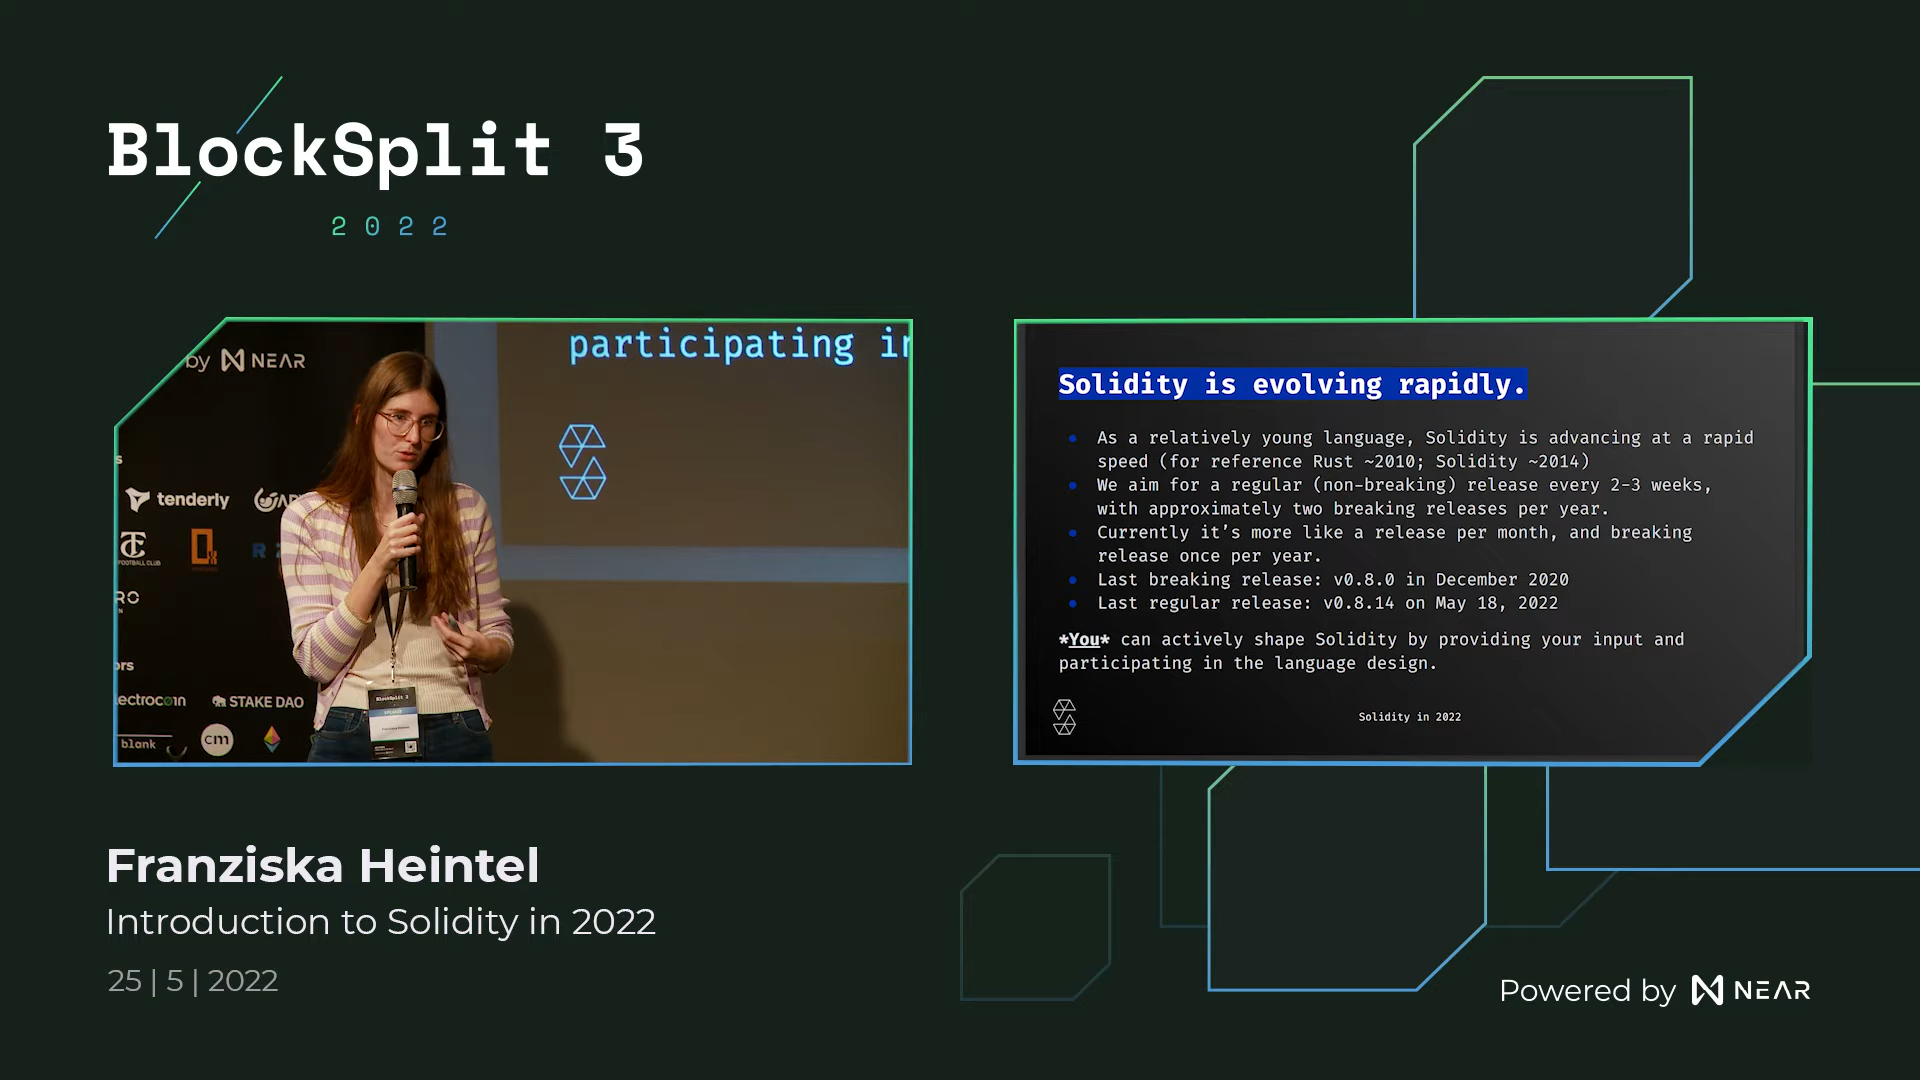 BlockSplit 3
2022
by NEAR
participating in
tenderly
FOOTBALL CLUB
lectrocoin
STAKE DAO
blank
cm
BlockSplit 3
Solidity is evolving rapidly.
As a relatively young language, Solidity is advancing at a rapid
speed (for reference Rust ~2010; Solidity ~2014)
We aim for a regular (non-breaking) release every 2-3 weeks,
with approximately two breaking releases per year.
Currently it's more like a release per month, and breaking
release once per year.
Last breaking release: v0.8.0 in December 2020
Last regular release: v0.8.14 on May 18, 2022
*You* can actively shape Solidity by providing your input and
participating in the language design.
Solidity in 2022
Franziska Heintel
Introduction to Solidity in 2022
25 | 5 | 2022
Powered by NEAR